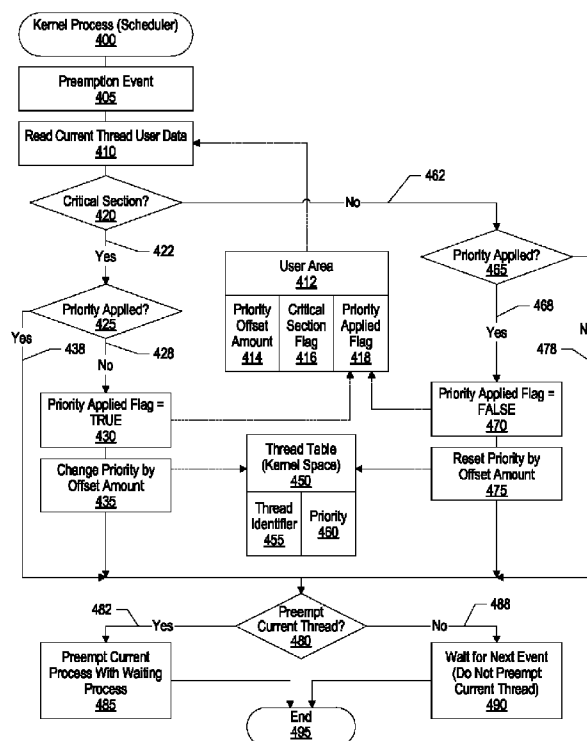 Kernel Process (Scheduler)
400
Preemption Event
405
Read Current Thread User Data
410
462
Critical Section?
420
No
422
Yes
Priority Applied?
465
User Area
412
Priority Offset Amount
414
Critical Section Flag
416
Priority Applied Flag
418
Priority Applied?
425
Yes
438
428
No
468
Yes
478
N
Priority Applied Flag =
TRUE
430
Priority Applied Flag =
FALSE
470
Change Priority by
Offset Amount
435
Thread Table
(Kernel Space)
450
Thread
Identifier
455
Priority
460
Reset Priority by
Offset Amount
475
482
Yes
Preempt
Current Thread?
480
No
488
Preempt Current
Process With Waiting
Process
485
Wait for Next Event
(Do Not Preempt
Current Thread)
490
End
495